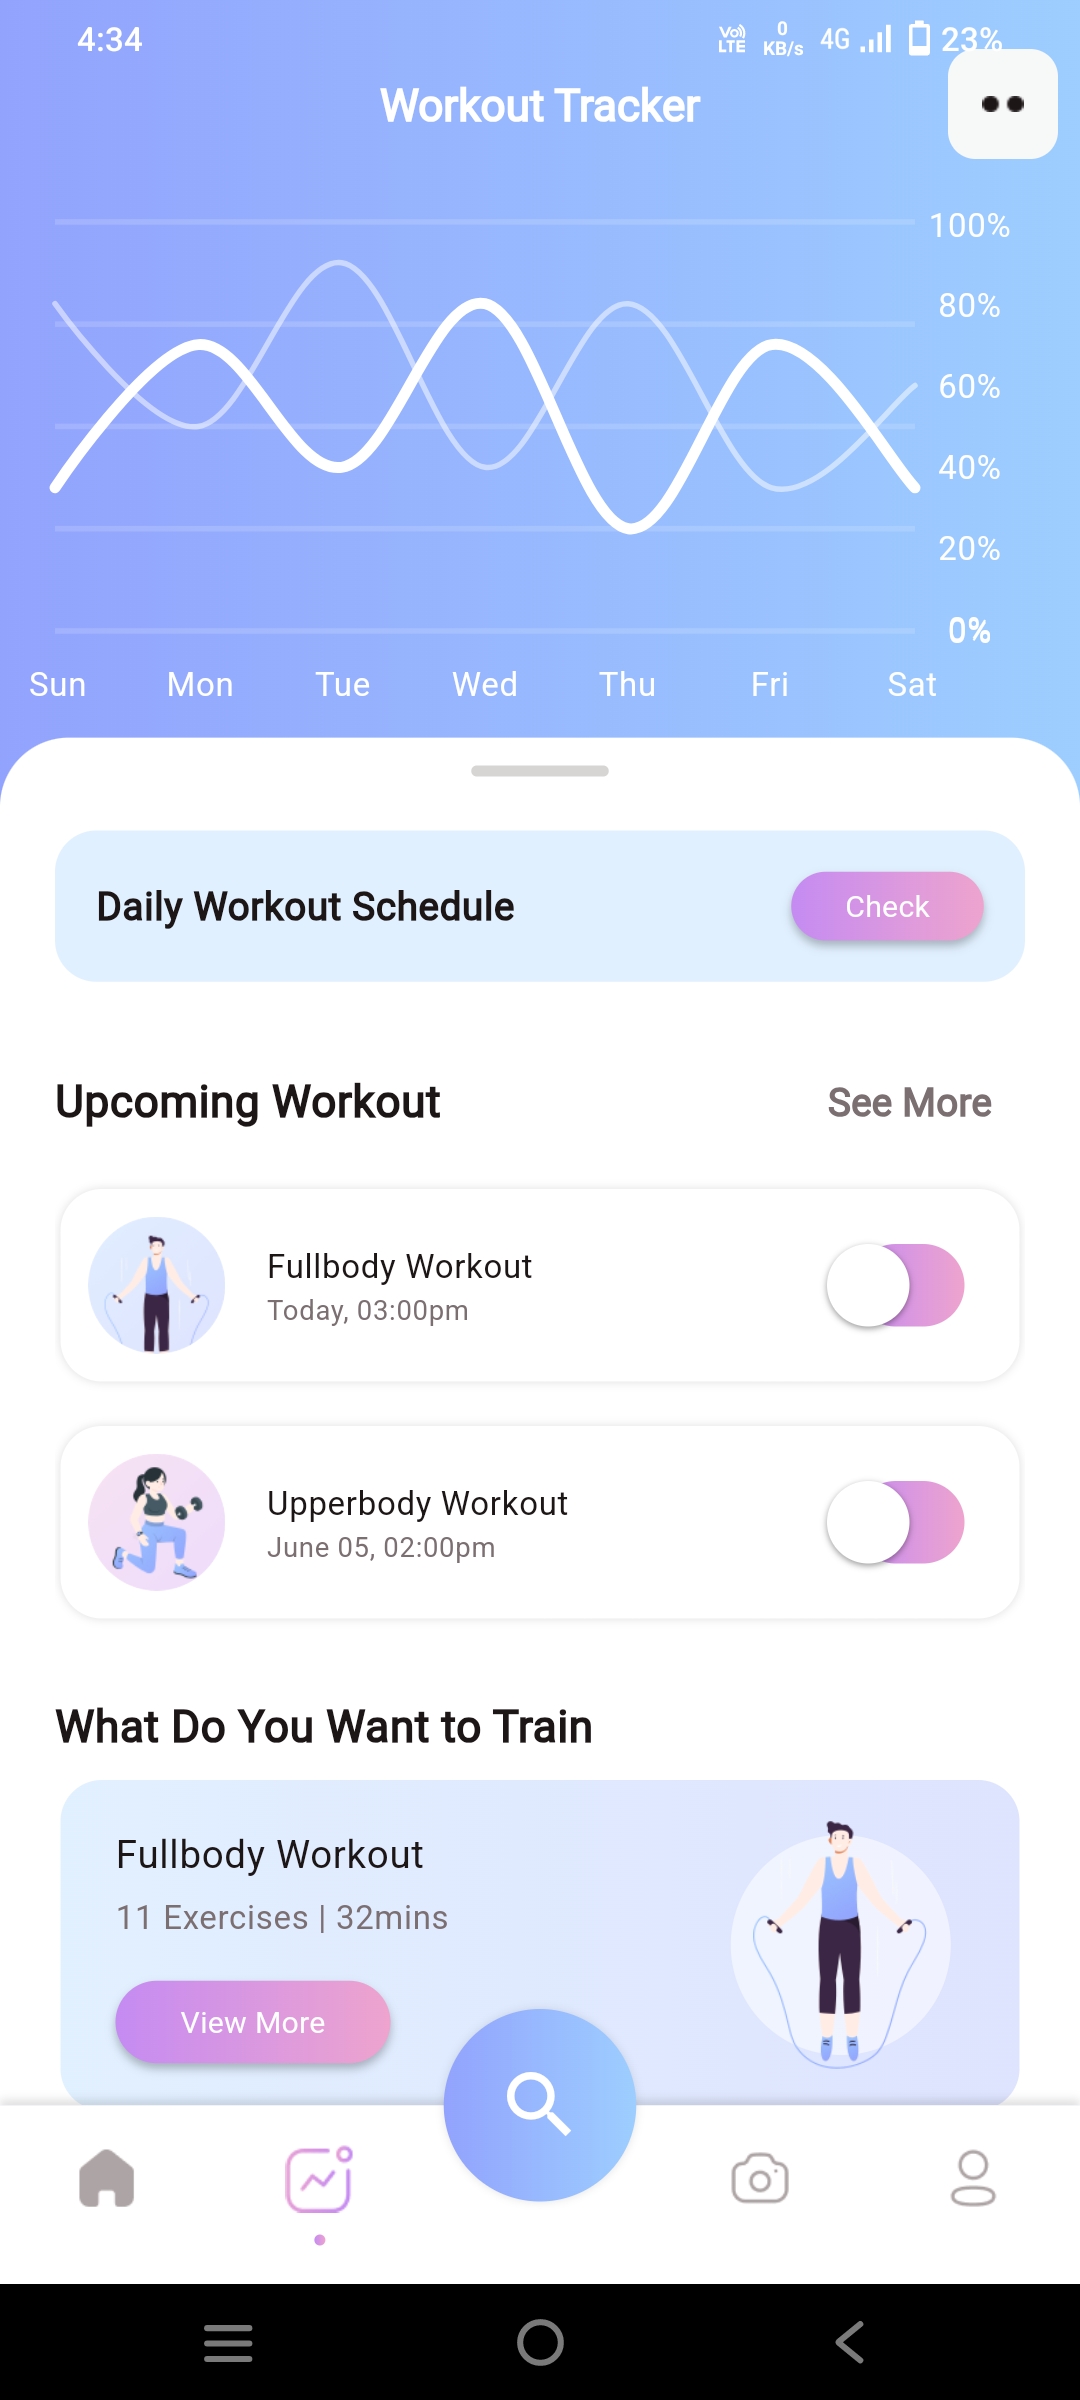 4:34
Vo)) LTE 0 KB/s 4G 23%
Workout Tracker
100%
80%
60%
40%
20%
0%
Sun Mon Tue Wed Thu Fri Sat
Daily Workout Schedule Check
Upcoming Workout See More
Fullbody Workout
Today, 03:00pm
Upperbody Workout
June 05, 02:00pm
What Do You Want to Train
Fullbody Workout
11 Exercises | 32mins
View More